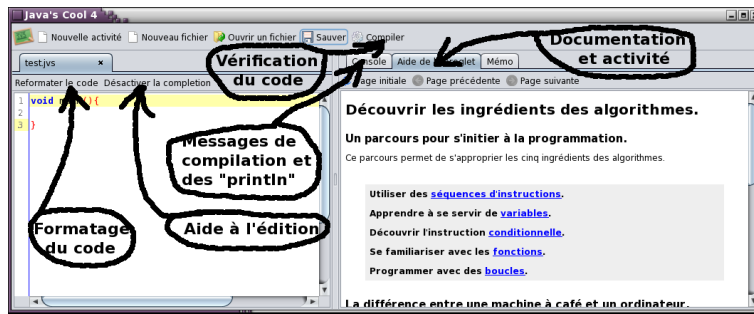 Java's Cool 4
Nouvelle activité Nouveau fichier Ouvrir un fichier Sauver Compiler
test.jvs ×
Vérification
du code
Console Aide de Mémo
Documentation
et activité
Reformater le code Désactiver la completion
Page initiale Page précédente Page suivante
1 void (){
2
3 }
Messages de
compilation et
des "println"
Formatage
du code
Aide à l'édition
Découvrir les ingrédients des algorithmes.
Un parcours pour s'initier à la programmation.
Ce parcours permet de s'approprier les cinq ingrédients des algorithmes.
Utiliser des séquences d'instructions.
Apprendre à se servir de variables.
Découvrir l'instruction conditionnelle.
Se familiariser avec les fonctions.
Programmer avec des boucles.
La différence entre une machine à café et un ordinateur.